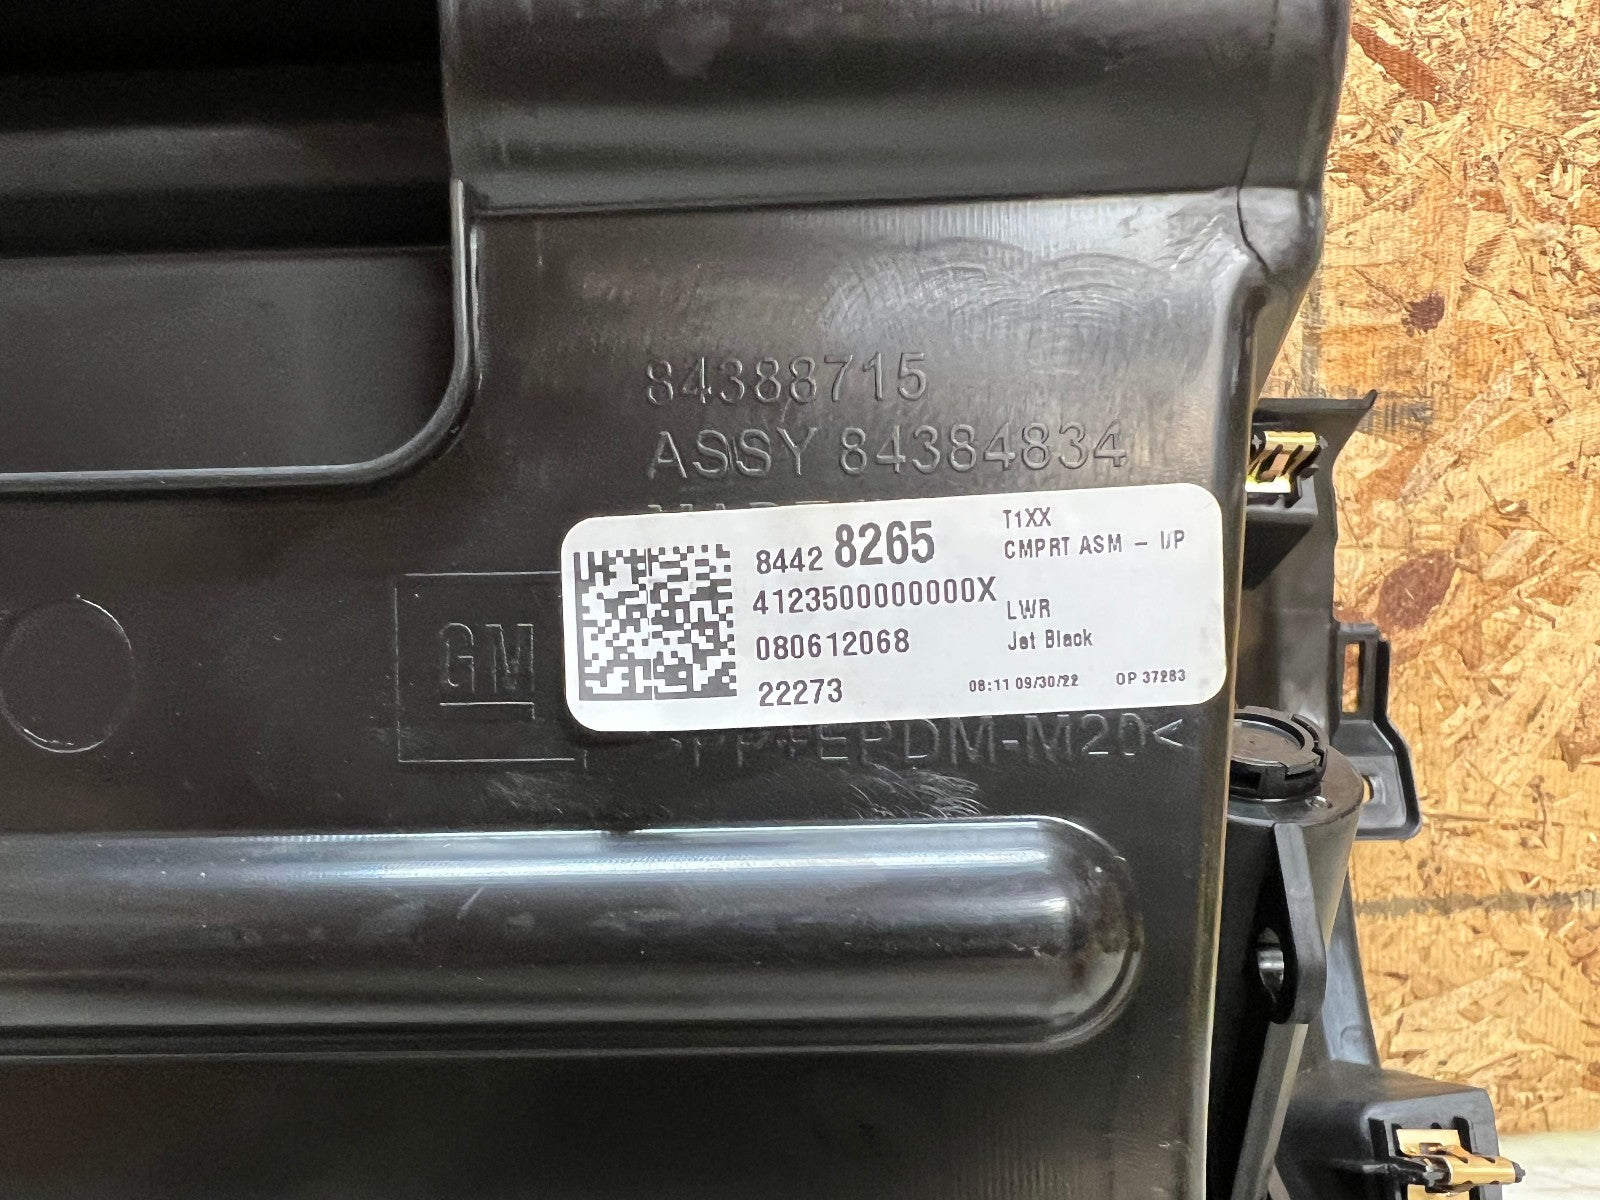 84388715
ASSY 84384834
GM
8442 8265
4123500000000X
080612068
22273
T1XX
CMPRT ASM - I/P
LWR
Jet Black
08:11 09/30/22 OP 37283
>PP+EPDM-M20<